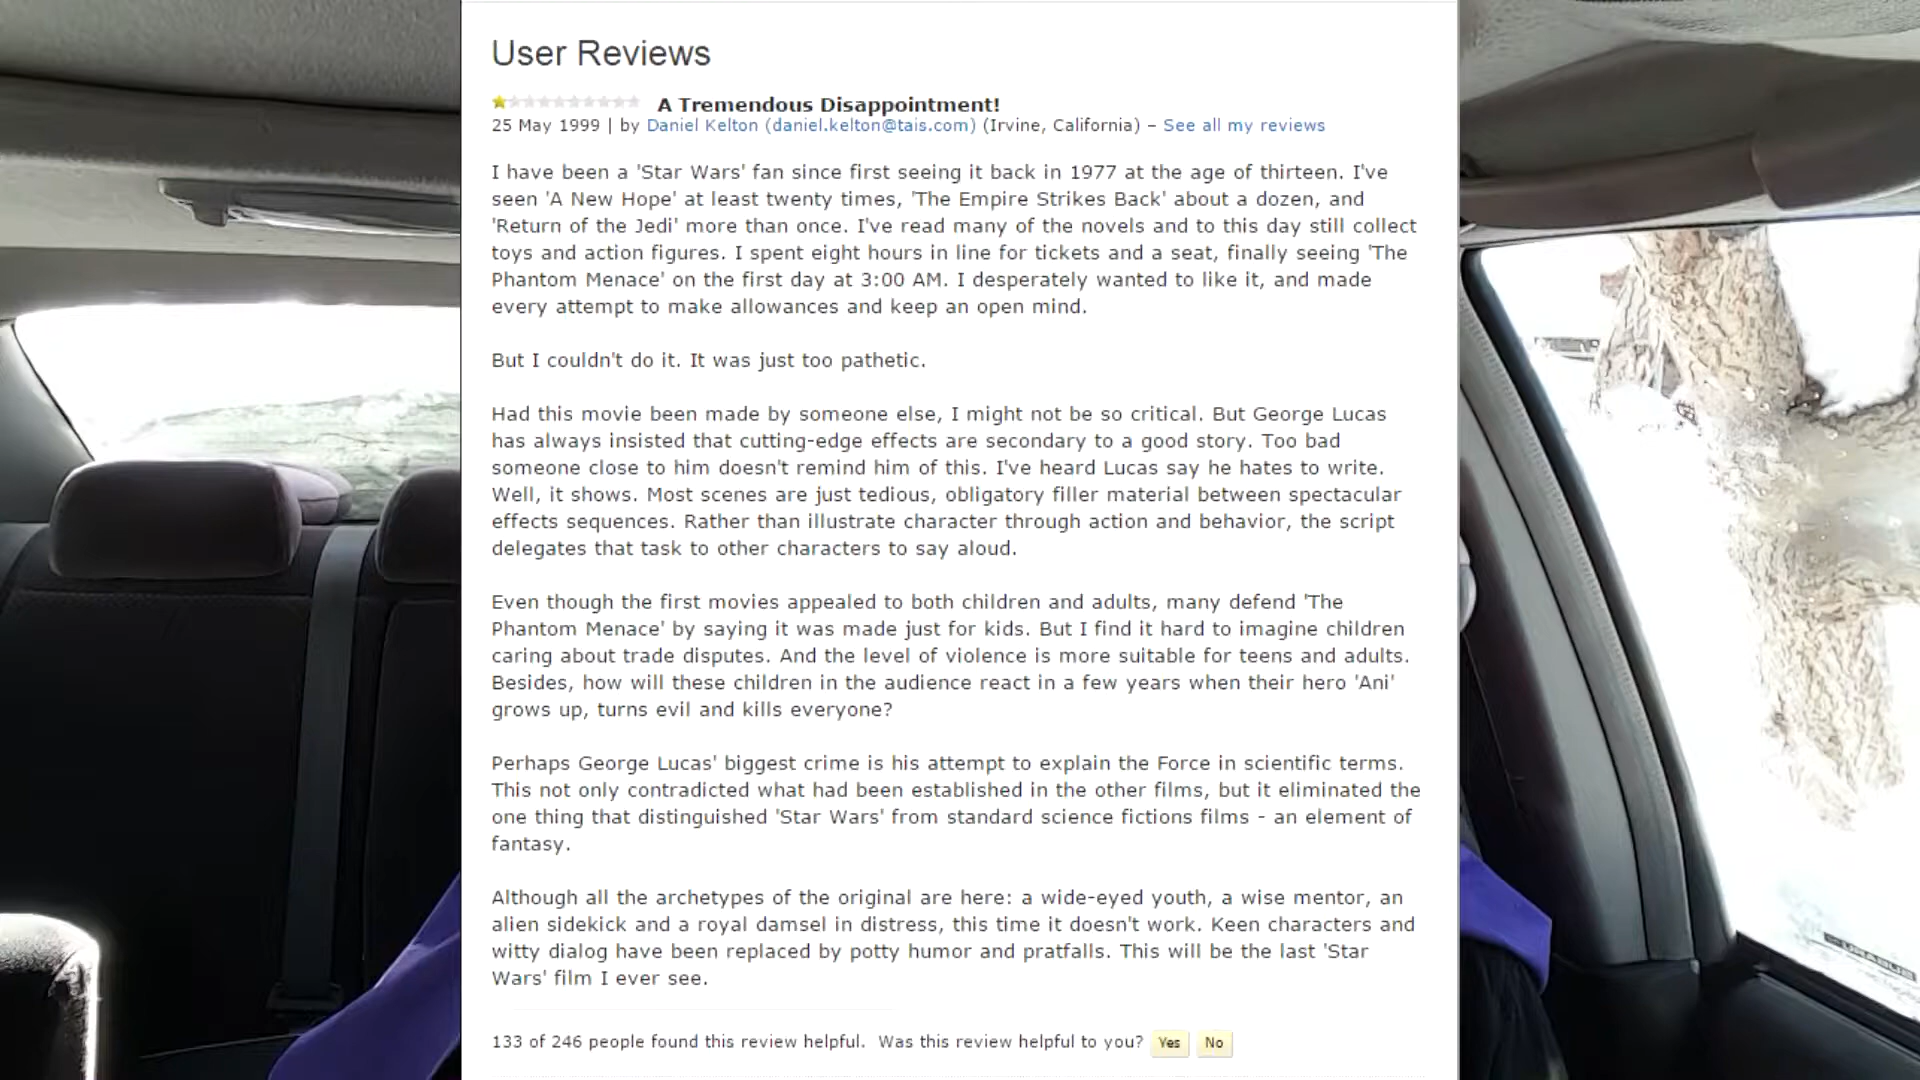 User Reviews
A Tremendous Disappointment!
25 May 1999 | by Daniel Kelton (daniel.kelton@tais.com) (Irvine, California) – See all my reviews
I have been a 'Star Wars' fan since first seeing it back in 1977 at the age of thirteen. I've
seen 'A New Hope' at least twenty times, 'The Empire Strikes Back' about a dozen, and
'Return of the Jedi' more than once. I've read many of the novels and to this day still collect
toys and action figures. I spent eight hours in line for tickets and a seat, finally seeing 'The
Phantom Menace' on the first day at 3:00 AM. I desperately wanted to like it, and made
every attempt to make allowances and keep an open mind.
But I couldn't do it. It was just too pathetic.
Had this movie been made by someone else, I might not be so critical. But George Lucas
has always insisted that cutting-edge effects are secondary to a good story. Too bad
someone close to him doesn't remind him of this. I've heard Lucas say he hates to write.
Well, it shows. Most scenes are just tedious, obligatory filler material between spectacular
effects sequences. Rather than illustrate character through action and behavior, the script
delegates that task to other characters to say aloud.
Even though the first movies appealed to both children and adults, many defend 'The
Phantom Menace' by saying it was made just for kids. But I find it hard to imagine children
caring about trade disputes. And the level of violence is more suitable for teens and adults.
Besides, how will these children in the audience react in a few years when their hero 'Ani'
grows up, turns evil and kills everyone?
Perhaps George Lucas' biggest crime is his attempt to explain the Force in scientific terms.
This not only contradicted what had been established in the other films, but it eliminated the
one thing that distinguished 'Star Wars' from standard science fictions films - an element of
fantasy.
Although all the archetypes of the original are here: a wide-eyed youth, a wise mentor, an
alien sidekick and a royal damsel in distress, this time it doesn't work. Keen characters and
witty dialog have been replaced by potty humor and pratfalls. This will be the last 'Star
Wars' film I ever see.
133 of 246 people found this review helpful. Was this review helpful to you? Yes No